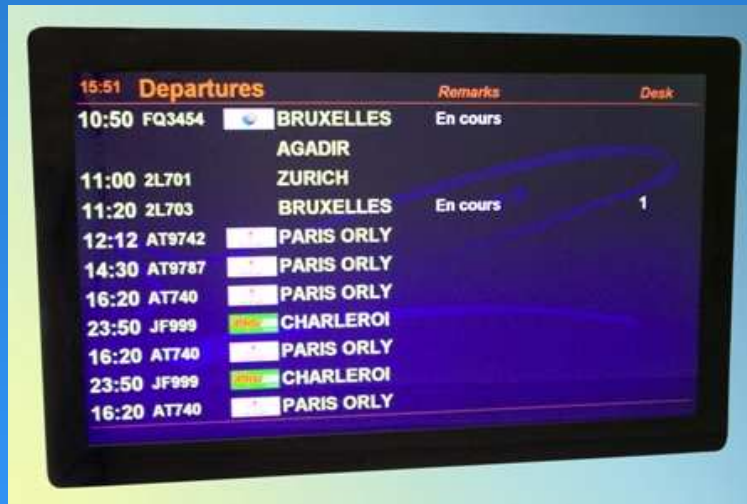 15:51 Departures Remarks Desk
10:50 FQ3454 BRUXELLES En cours
AGADIR
11:00 2L701 ZURICH
11:20 2L703 BRUXELLES En cours 1
12:12 AT9742 PARIS ORLY
14:30 AT9787 PARIS ORLY
16:20 AT740 PARIS ORLY
23:50 JF999 CHARLEROI
16:20 AT740 PARIS ORLY
23:50 JF999 CHARLEROI
16:20 AT740 PARIS ORLY